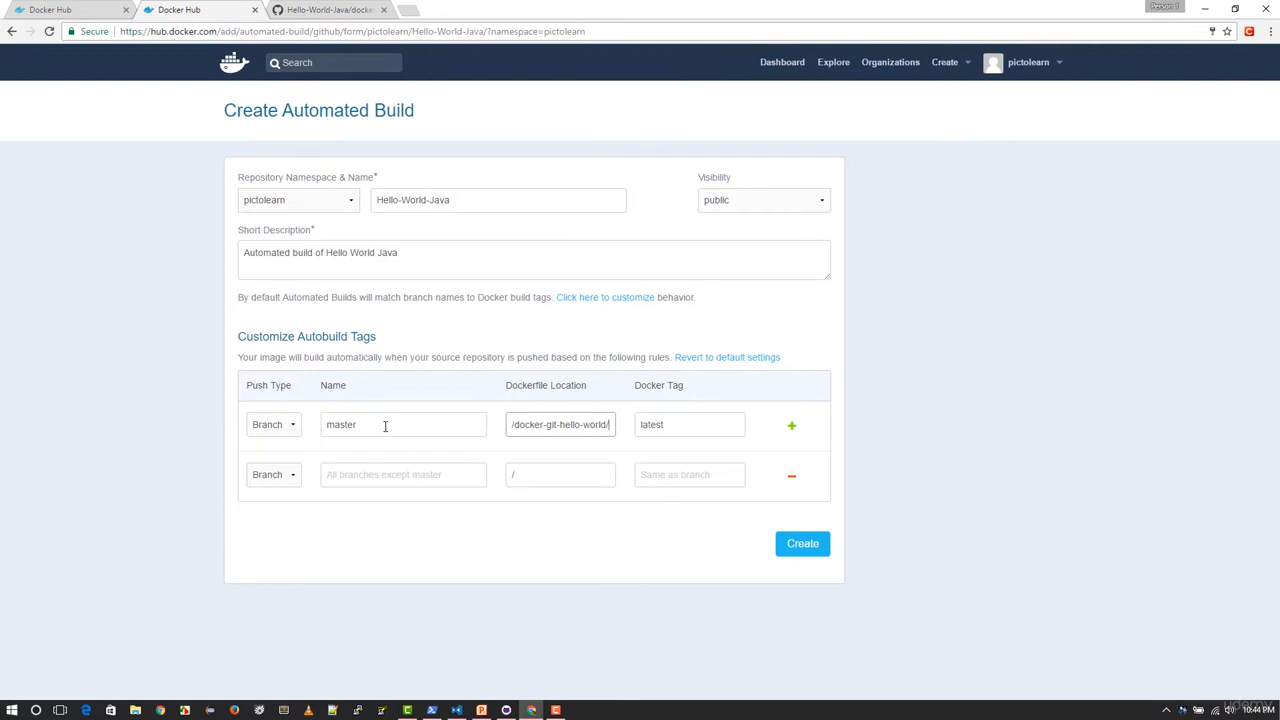 Docker Hub
Docker Hub
Hello-World-Java/docke
Person 1
Secure
https://hub.docker.com/add/automated-build/github/form/pictolearn/Hello-World-Java/?namespace=pictolearn
Search
Dashboard
Explore
Organizations
Create
pictolearn
Create Automated Build
Repository Namespace & Name*
Visibility
pictolearn
Hello-World-Java
public
Short Description*
Automated build of Hello World Java
By default Automated Builds will match branch names to Docker build tags. Click here to customize behavior.
Customize Autobuild Tags
Your image will build automatically when your source repository is pushed based on the following rules. Revert to default settings
Push Type
Name
Dockerfile Location
Docker Tag
Branch
master
/docker-git-hello-world/
latest
Branch
All branches except master
/
Same as branch
Create
udemy
10:44 PM